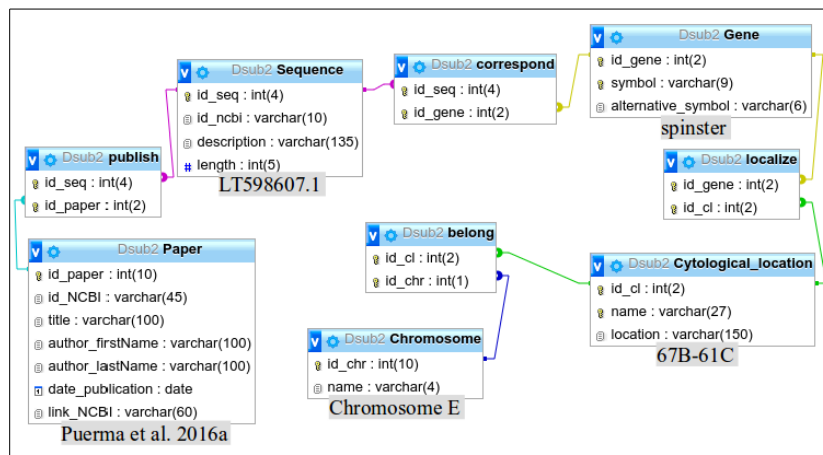 Dsub2 Gene
id_gene : int(2)
symbol : varchar(9)
alternative_symbol : varchar(6)
spinster
Dsub2 correspond
id_seq : int(4)
id_gene : int(2)
Dsub2 Sequence
id_seq : int(4)
id_ncbi : varchar(10)
description : varchar(135)
# length : int(5)
LT598607.1
Dsub2 publish
id_seq : int(4)
id_paper : int(2)
Dsub2 localize
id_gene : int(2)
id_cl : int(2)
Dsub2 belong
id_cl : int(2)
id_chr : int(1)
Dsub2 Paper
id_paper : int(10)
id_NCBI : varchar(45)
title : varchar(100)
author_firstName : varchar(100)
author_lastName : varchar(100)
date_publication : date
link_NCBI : varchar(60)
Puerma et al. 2016a
Dsub2 Cytological_location
id_cl : int(2)
name : varchar(27)
location : varchar(150)
67B-61C
Dsub2 Chromosome
id_chr : int(10)
name : varchar(4)
Chromosome E